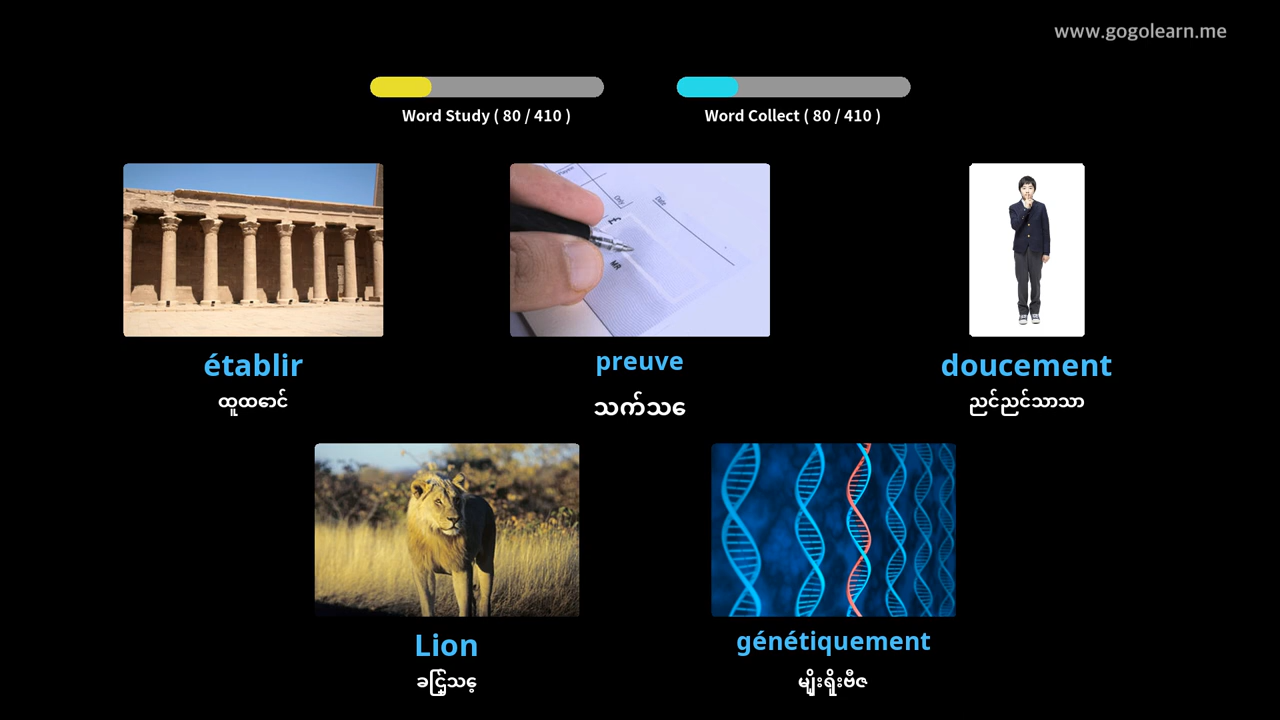 www.gogolearn.me
Word Study ( 80 / 410 )
Word Collect ( 80 / 410 )
établir
ထူထောင်
preuve
သက်သေ
doucement
ညင်ညင်သာသာ
Lion
ခြင်္သေ့
génétiquement
မျိုးရိုးဗီဇ